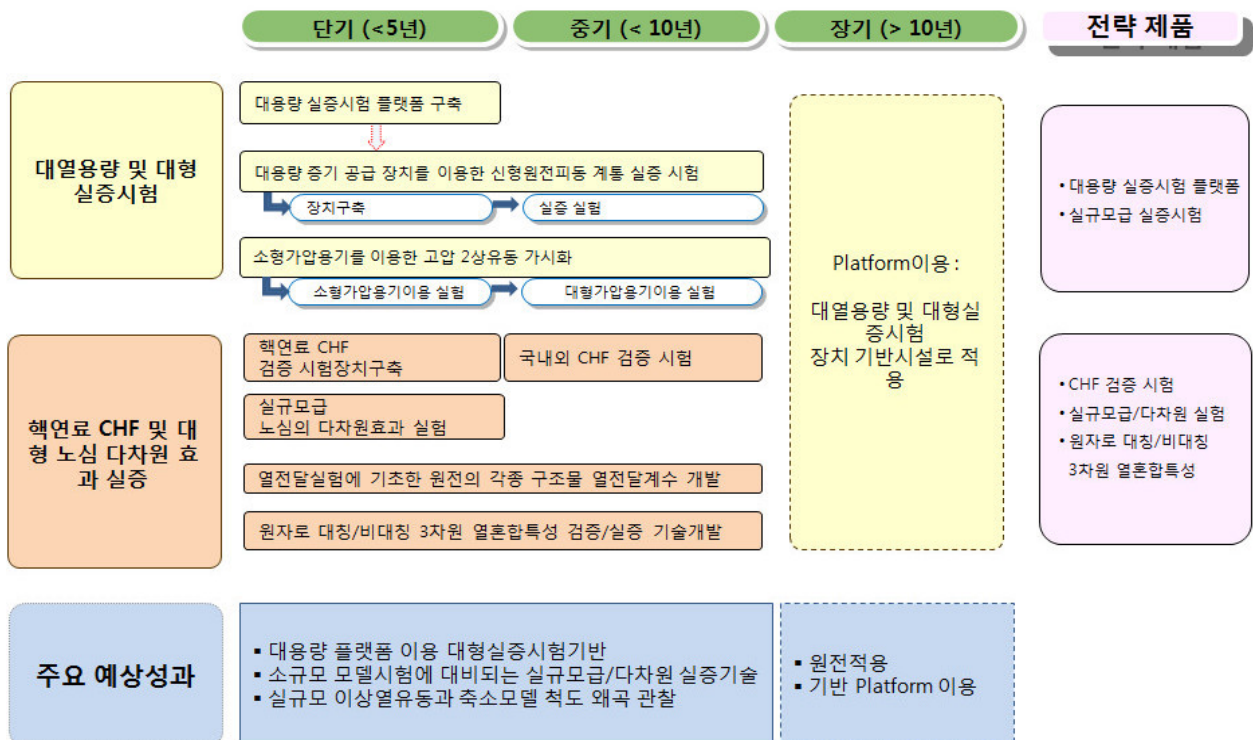 단기 (<5년)
중기 (< 10년)
장기 (> 10년)
전략 제품
대열용량 및 대형
실증시험
대용량 실증시험 플랫폼 구축
대용량 증기 공급 장치를 이용한 신형원전피동 계통 실증 시험
장치구축
실증 실험
소형가압용기를 이용한 고압 2상유동 가시화
소형가압용기이용 실험
대형가압용기이용 실험
Platform이용 :
대열용량 및 대형실
증시험
장치 기반시설로 적
용
• 대용량 실증시험 플랫폼
• 실규모급 실증시험
핵연료 CHF 및 대
형 노심 다차원 효
과 실증
핵연료 CHF
검증 시험장치구축
국내외 CHF 검증 시험
실규모급
노심의 다차원효과 실험
열전달실험에 기초한 원전의 각종 구조물 열전달계수 개발
원자로 대칭/비대칭 3차원 열혼합특성 검증/실증 기술개발
• CHF 검증 시험
• 실규모급/다차원 실험
• 원자로 대칭/비대칭
3차원 열혼합특성
주요 예상성과
▪ 대용량 플랫폼 이용 대형실증시험기반
▪ 소규모 모델시험에 대비되는 실규모급/다차원 실증기술
▪ 실규모 이상열유동과 축소모델 척도 왜곡 관찰
▪ 원전적용
▪ 기반 Platform 이용